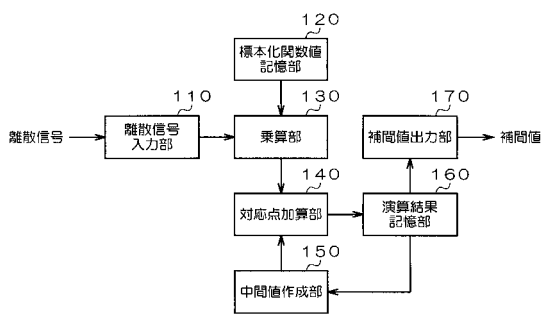 120
標本化関数値
記憶部
110
130
170
離散信号
離散信号
入力部
乗算部
補間値出力部
補間値
140
160
対応点加算部
演算結果
記憶部
150
中間値作成部